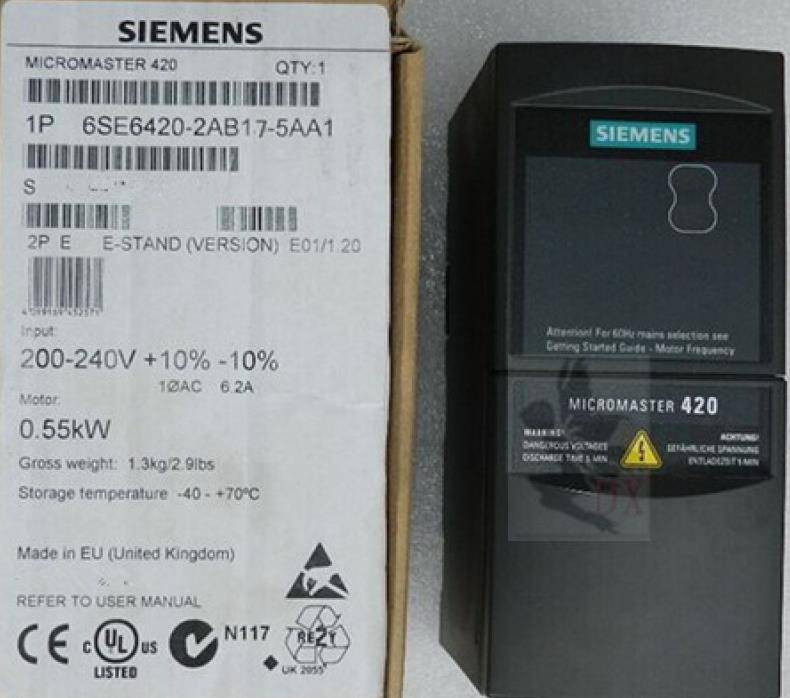 SIEMENS
MICROMASTER 420 QTY:1
1P 6SE6420-2AB17-5AA1
S
2P E E-STAND (VERSION) E01/1.20
Input:
200-240V +10% -10%
1ØAC 6.2A
Motor:
0.55kW
Gross weight: 1.3kg/2.9lbs
Storage temperature -40 - +70ºC
Made in EU (United Kingdom)
REFER TO USER MANUAL
CE C UL US N117 RE2Y
LISTED UK 2055
SIEMENS
Attention! For 60Hz mains selection see
Getting Started Guide - Motor Frequency
MICROMASTER 420
WARNING!
DANGEROUS VOLTAGES
DISCHARGE TIME 5 MIN
ACHTUNG!
GEFÄHRLICHE SPANNUNG
ENTLADEZEIT 5 MIN